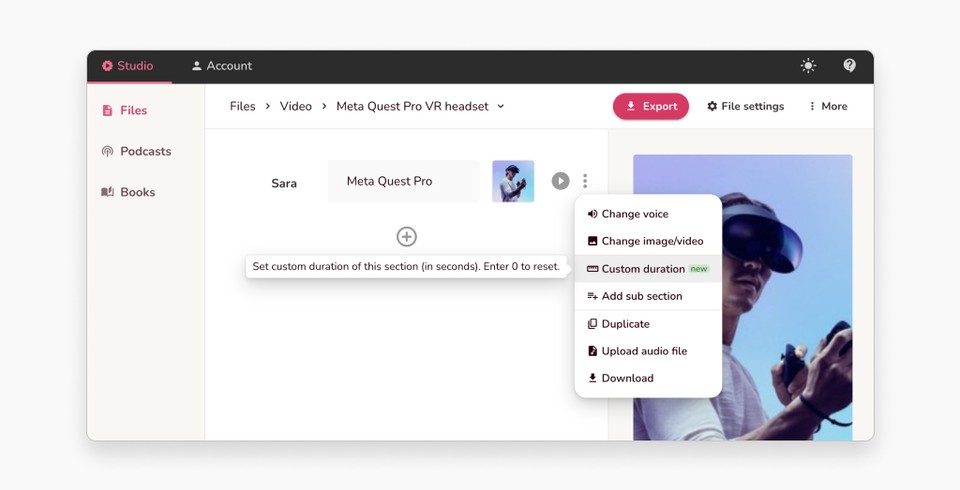 Studio
Account
Files
Podcasts
Books
Files > Video > Meta Quest Pro VR headset
Export
File settings
More
Sara
Meta Quest Pro
Set custom duration of this section (in seconds). Enter 0 to reset.
Change voice
Change image/video
Custom duration new
Add sub section
Duplicate
Upload audio file
Download